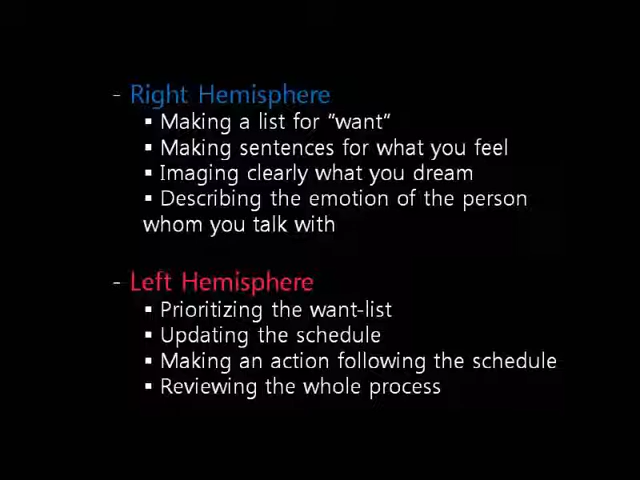 - Right Hemisphere
▪ Making a list for "want"
▪ Making sentences for what you feel
▪ Imaging clearly what you dream
▪ Describing the emotion of the person
whom you talk with
- Left Hemisphere
▪ Prioritizing the want-list
▪ Updating the schedule
▪ Making an action following the schedule
▪ Reviewing the whole process